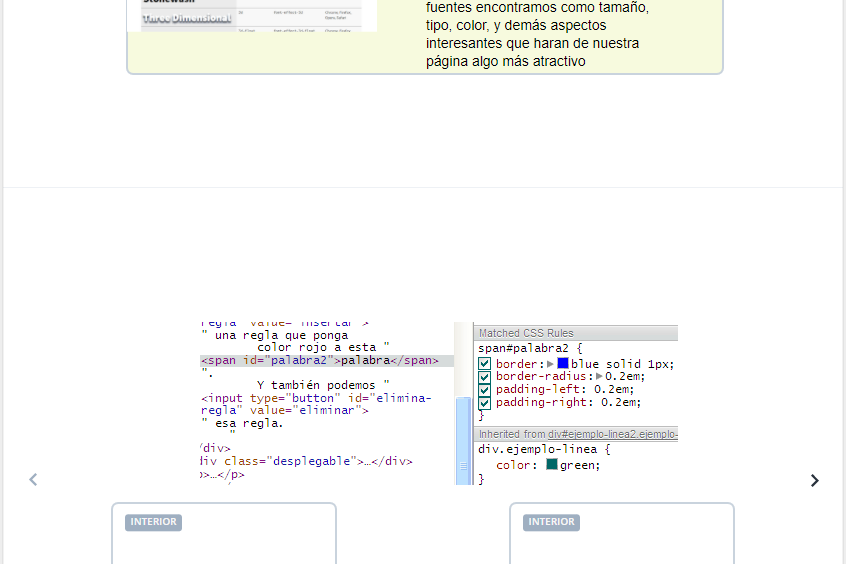 Stonewash
Three Dimensional
fuentes encontramos como tamaño,
tipo, color, y demás aspectos
interesantes que haran de nuestra
página algo más atractivo
regla" value="insertar">
" una regla que ponga
color rojo a esta "
<span id="palabra2">palabra</span>
".
Y también podemos "
<input type="button" id="elimina-
regla" value="eliminar">
" esa regla.
"
/div>
div class="desplegable">…</div>
>…</p>
Matched CSS Rules
span#palabra2 {
border:▶blue solid 1px;
border-radius:▶0.2em;
padding-left: 0.2em;
padding-right: 0.2em;
}
Inherited from div#ejemplo-linea2.ejemplo-
div.ejemplo-linea {
color: green;
}
INTERIOR
INTERIOR